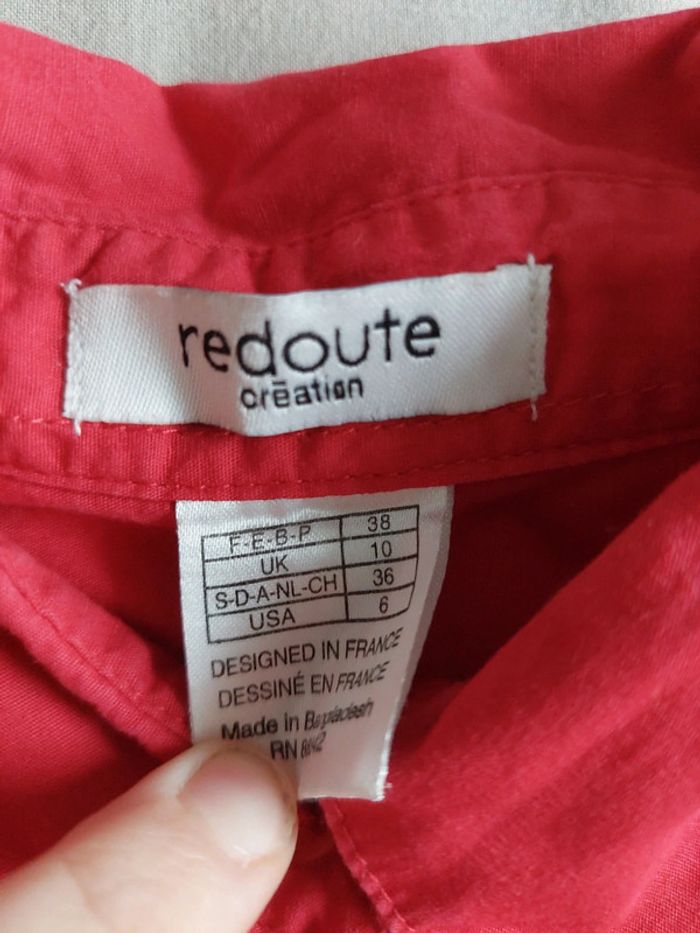 redoute
crēation
F-E-B-P 38
UK 10
S-D-A-NL-CH 36
USA 6
DESIGNED IN FRANCE
DESSINÉ EN FRANCE
Made in Bangladesh
RN